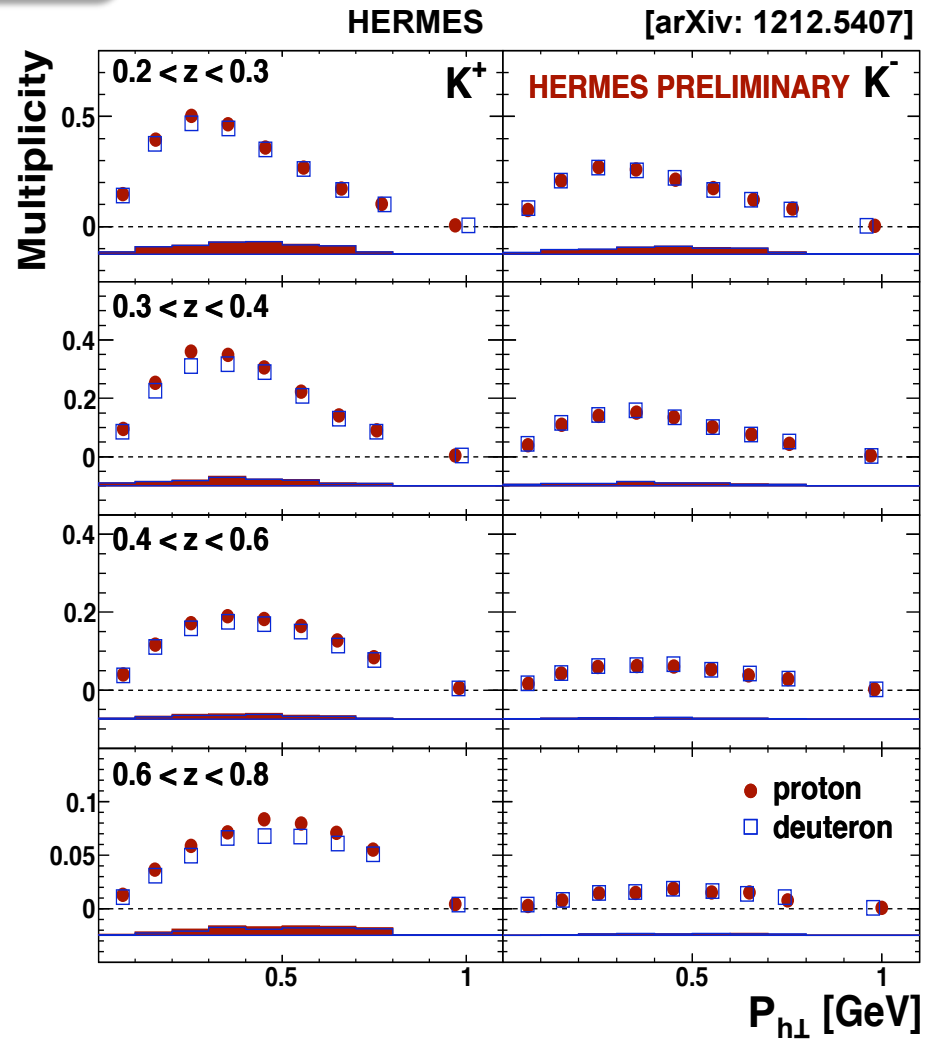 HERMES [arXiv: 1212.5407]
Multiplicity
0.2 < z < 0.3 K+ HERMES PRELIMINARY K-
0.5
0
0.3 < z < 0.4
0.4
0.2
0
0.4 < z < 0.6
0.4
0.2
0
0.6 < z < 0.8
0.1
0.05
0
proton
deuteron
0.5 1 0.5 1
Ph⊥ [GeV]